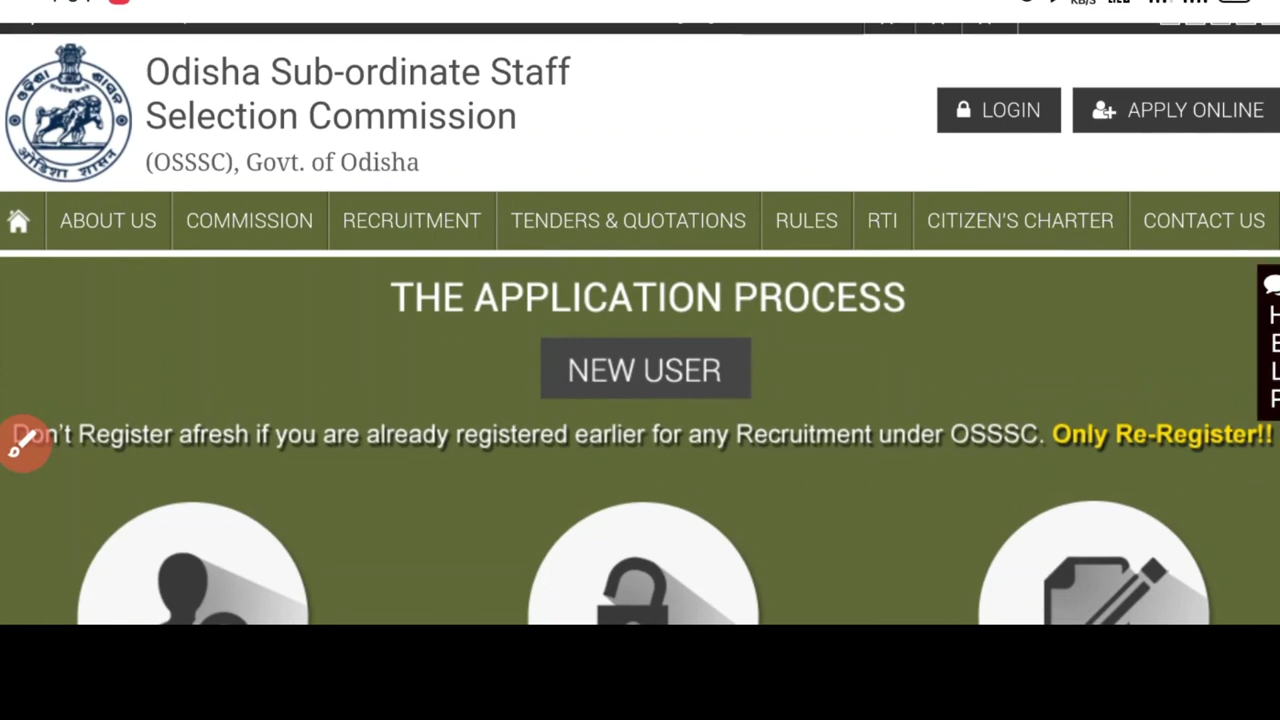 KB/S
Odisha Sub-ordinate Staff
Selection Commission
(OSSSC), Govt. of Odisha
LOGIN
APPLY ONLINE
ABOUT US
COMMISSION
RECRUITMENT
TENDERS & QUOTATIONS
RULES
RTI
CITIZEN'S CHARTER
CONTACT US
THE APPLICATION PROCESS
NEW USER
Don't Register afresh if you are already registered earlier for any Recruitment under OSSSC. Only Re-Register!!
H
E
L
P